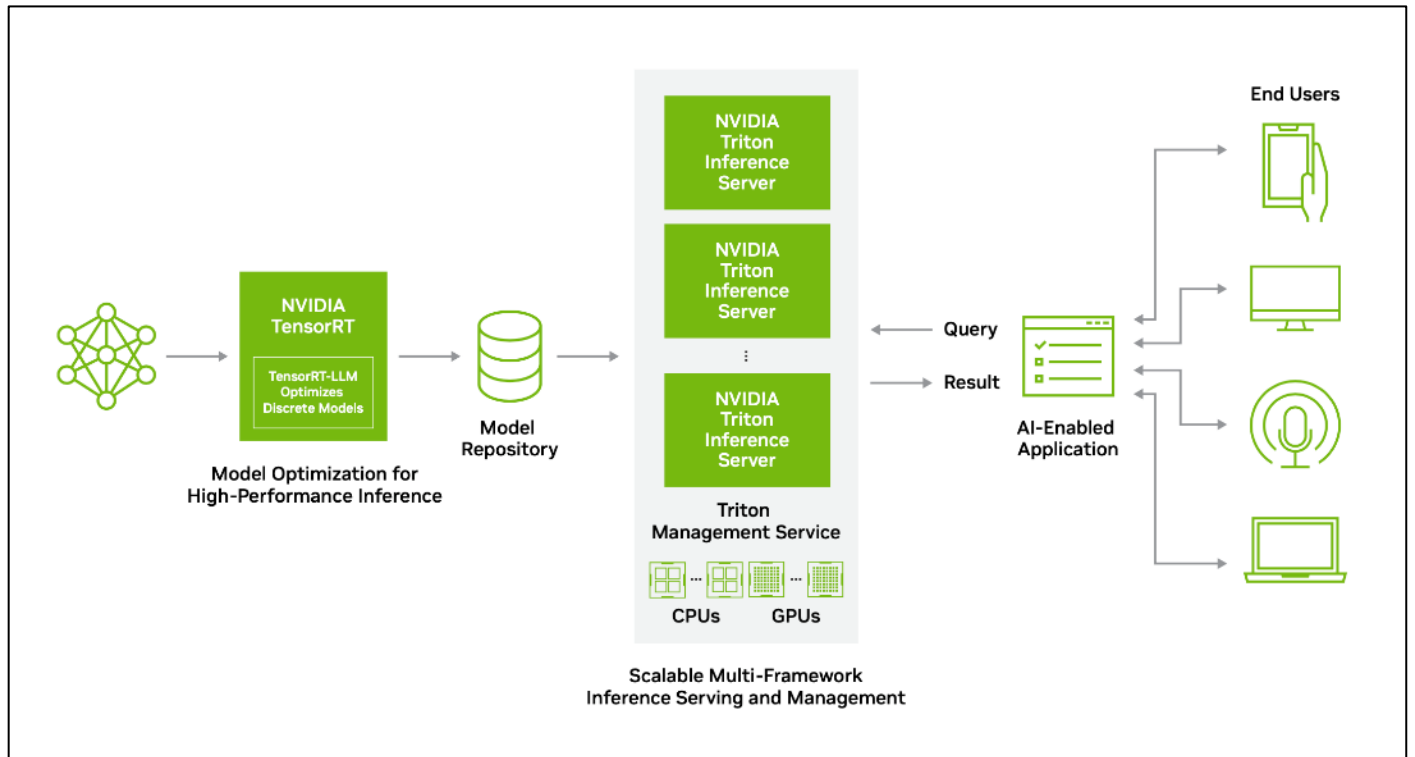 NVIDIA
TensorRT
TensorRT-LLM
Optimizes
Discrete Models
Model Optimization for
High-Performance Inference
Model
Repository
NVIDIA
Triton
Inference
Server
NVIDIA
Triton
Inference
Server
⋮
NVIDIA
Triton
Inference
Server
Triton
Management Service
... ...
CPUs GPUs
Scalable Multi-Framework
Inference Serving and Management
Query
Result
AI-Enabled
Application
End Users